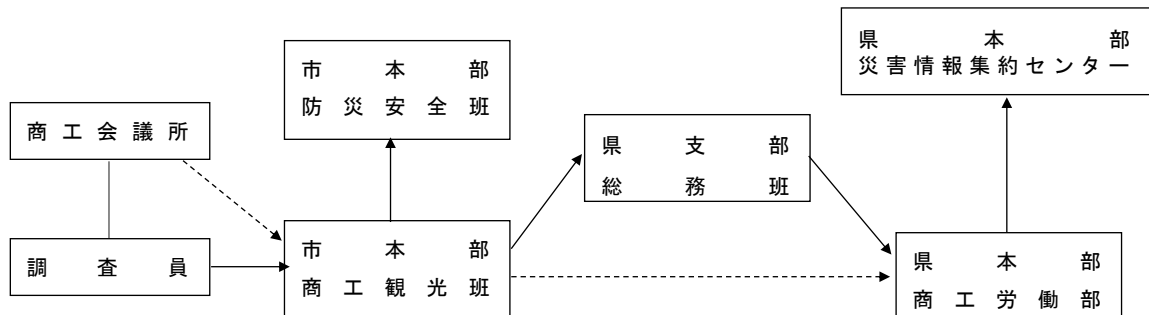 県本部
災害情報集約センター
市本部
防災安全班
商工会議所
県支部
総務班
市本部
商工観光班
調査員
県本部
商工労働部